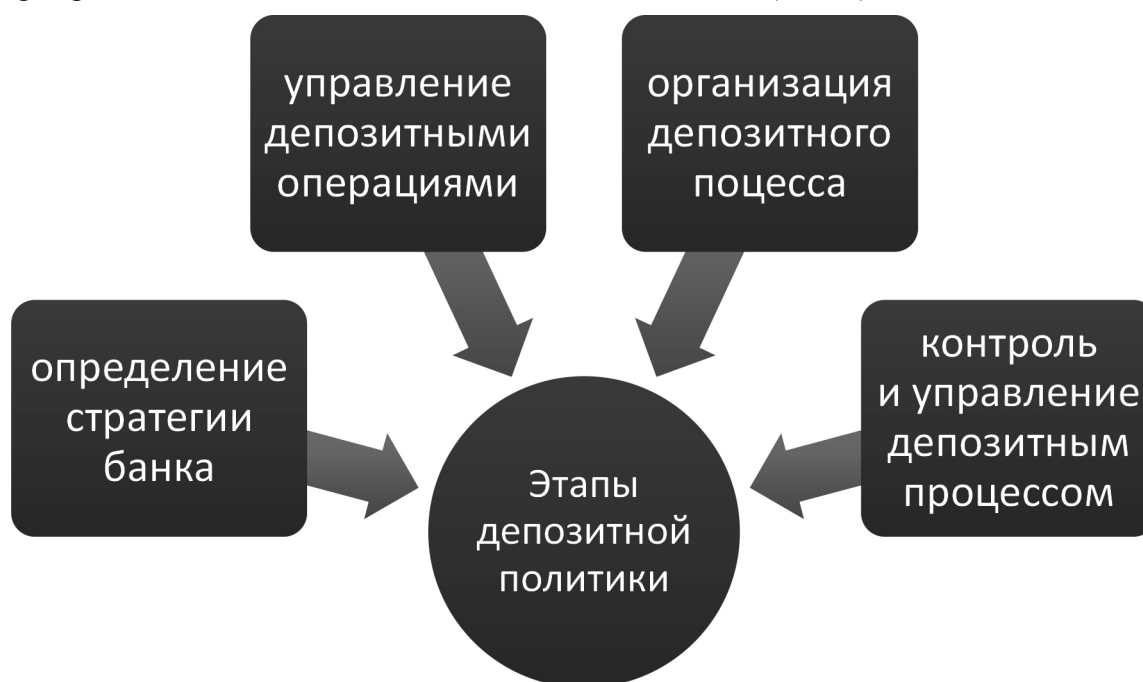 определение
стратегии
банка
управление
депозитными
операциями
организация
депозитного
поцесса
контроль
и управление
депозитным
процессом
Этапы
депозитной
политики